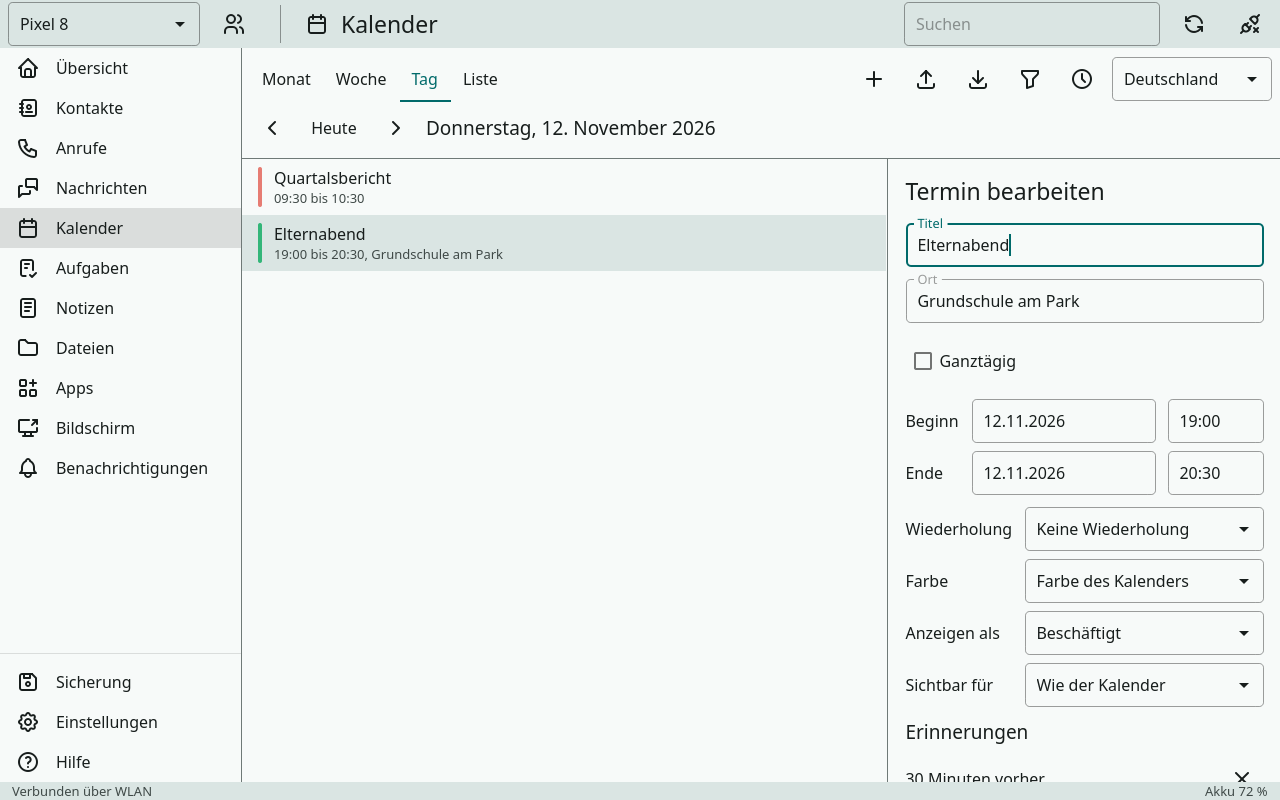 Pixel 8
Kalender
Suchen
Übersicht
Kontakte
Anrufe
Nachrichten
Kalender
Aufgaben
Notizen
Dateien
Apps
Bildschirm
Benachrichtigungen
Sicherung
Einstellungen
Hilfe
Monat Woche Tag Liste
Deutschland
Heute Donnerstag, 12. November 2026
Quartalsbericht
09:30 bis 10:30
Elternabend
19:00 bis 20:30, Grundschule am Park
Termin bearbeiten
Titel
Elternabend
Ort
Grundschule am Park
Ganztägig
Beginn 12.11.2026 19:00
Ende 12.11.2026 20:30
Wiederholung Keine Wiederholung
Farbe Farbe des Kalenders
Anzeigen als Beschäftigt
Sichtbar für Wie der Kalender
Erinnerungen
30 Minuten vorher
Verbunden über WLAN
Akku 72 %